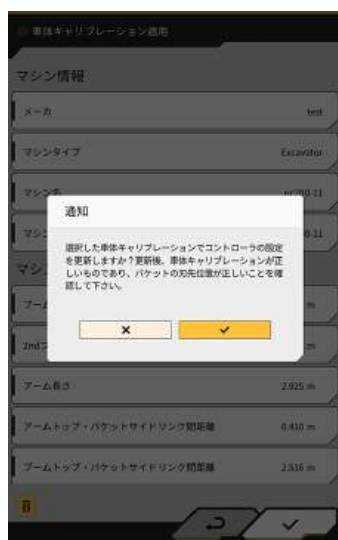 車体キャリブレーション適用
マシン情報
メーカ test
マシンタイプ Excavator
マシン名 pc200-11
通知
選択した車体キャリブレーションでコントローラの設定
を更新しますか?更新後、車体キャリブレーションが正
しいものであり、バケットの刃先位置が正しいことを確
認して下さい。
アーム長さ 2.925 m
アームトップ・バケットサイドリンク間距離 0.410 m
ブームトップ・バケットサイドリンク間距離 2.516 m